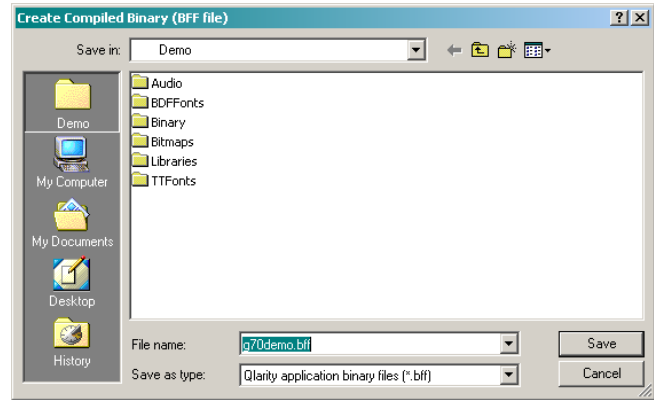 Create Compiled Binary (BFF file)
Save in:
Demo
Demo
My Computer
My Documents
Desktop
History
Audio
BDFFonts
Binary
Bitmaps
Libraries
TTFonts
File name:
g70demo.bff
Save
Save as type:
Qlarity application binary files (*.bff)
Cancel